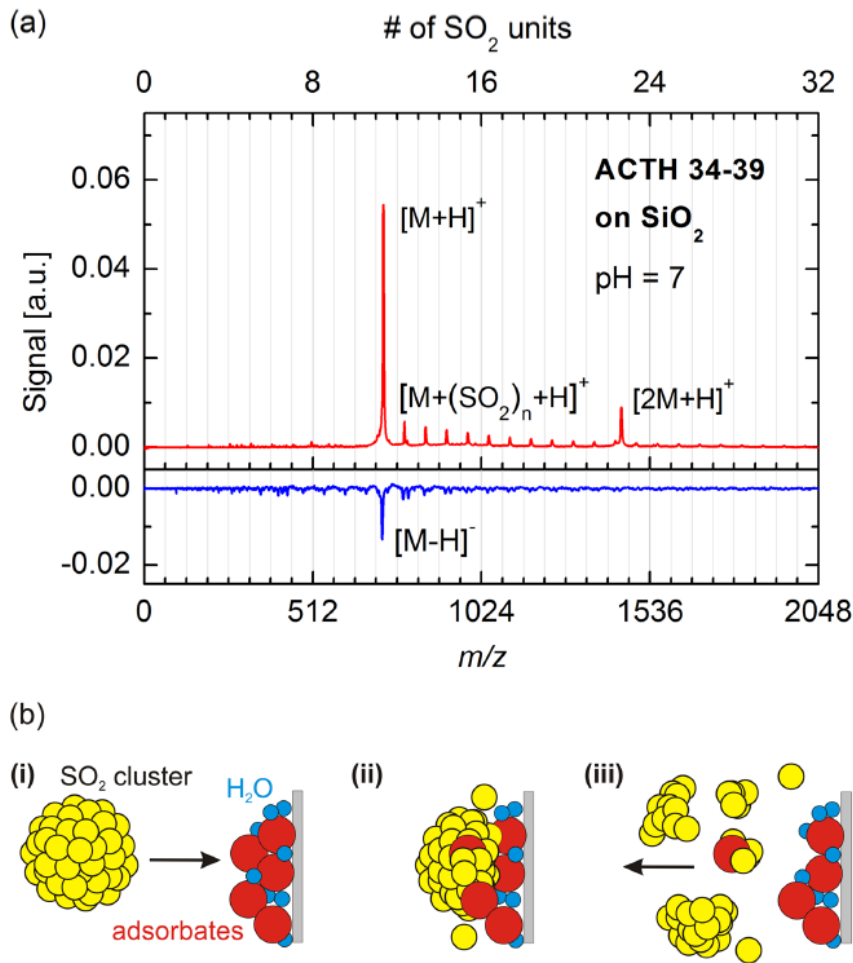 (a)
# of SO₂ units
0 8 16 24 32
Signal [a.u.]
0.06
0.04
0.02
0.00
0.00
-0.02
[M+H]⁺
[M+(SO₂)ₙ+H]⁺
[2M+H]⁺
ACTH 34-39
on SiO₂
pH = 7
[M-H]⁻
0 512 1024 1536 2048
m/z
(b)
(i) SO₂ cluster
H₂O
adsorbates
(ii)
(iii)